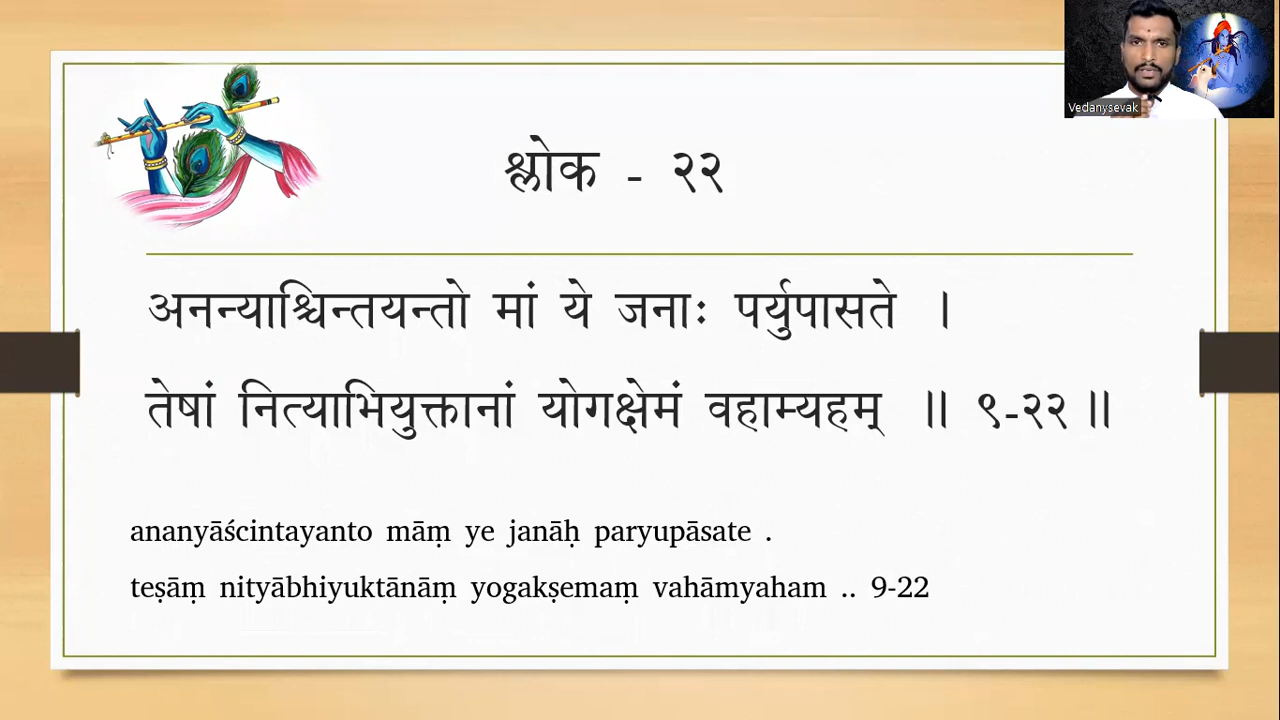 Vedanysevak
श्लोक - २२
अनन्याश्चिन्तयन्तो मां ये जनाः पर्युपासते ।
तेषां नित्याभियुक्तानां योगक्षेमं वहाम्यहम् ॥ ९-२२ ॥
ananyāścintayanto māṃ ye janāḥ paryupāsate .
teṣāṃ nityābhiyuktānāṃ yogakṣemaṃ vahāmyaham .. 9-22